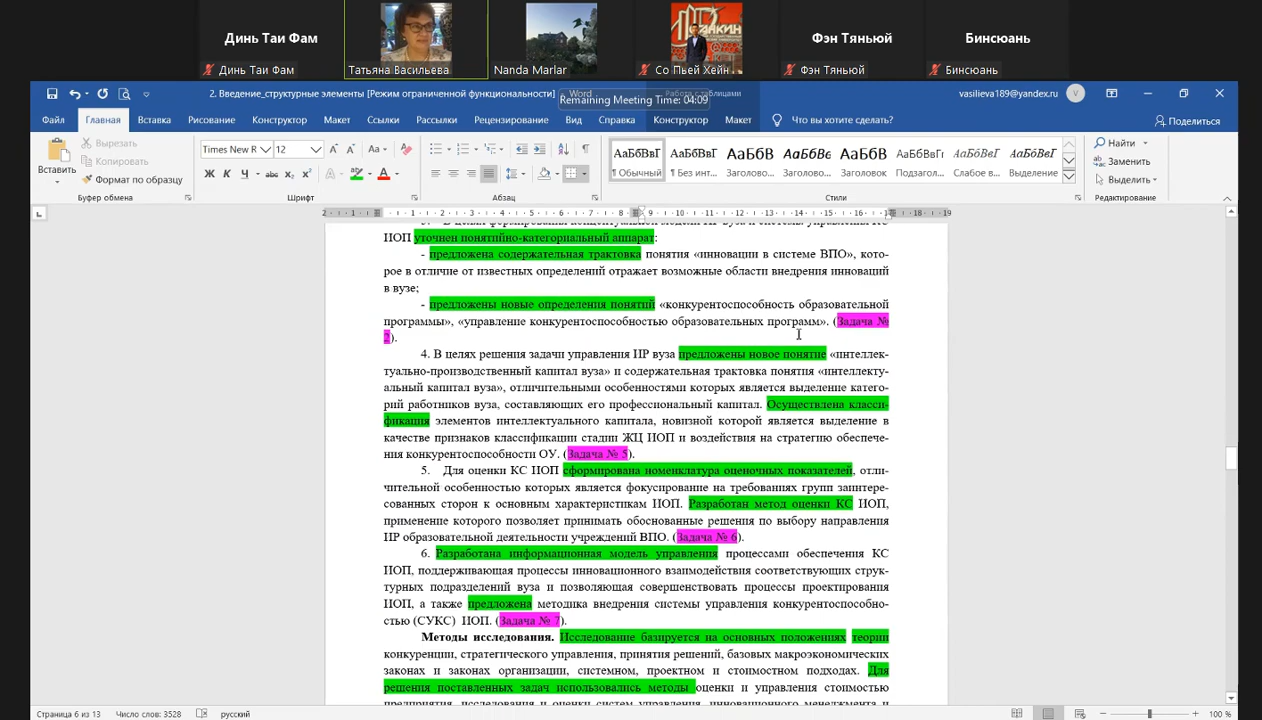 Динь Таи Фам
Фэн Тяньюй
Бинсюань
Динь Таи Фам
Татьяна Васильева
Nanda Marlar
Со Пьей Хейн
Фэн Тяньюй
Бинсюань
2. Введение_структурные элементы [Режим ограниченной функциональности] - Word
Работа с таблицами
Remaining Meeting Time: 04:09
vasilieva189@yandex.ru
V
Файл Главная Вставка Рисование Конструктор Макет Ссылки Рассылки Рецензирование Вид Справка Конструктор Макет Что вы хотите сделать? Поделиться
Вставить
Вырезать
Копировать
Формат по образцу
Буфер обмена
Times New R 12
Ж К Ч abc x₂ x²
Шрифт
Абзац
АаБбВвГ АаБбВвГ АаБбВ АаБбВв АаБбВ АаБбВвГг АаБбВвГ АаБбВвГ
¶ Обычный ¶ Без инт... Заголово... Заголово... Заголовок Подзагол... Слабое в... Выделение
Стили
Найти
Заменить
Выделить
Редактирование
ИОП уточнен понятийно-категориальный аппарат:
- предложена содержательная трактовка понятия «инновации в системе ВПО», кото-
рое в отличие от известных определений отражает возможные области внедрения инноваций
в вузе;
- предложены новые определения понятий «конкурентоспособность образовательной
программы», «управление конкурентоспособностью образовательных программ». (Задача №
2).
4. В целях решения задачи управления ИР вуза предложены новое понятие «интеллек-
туально-производственный капитал вуза» и содержательная трактовка понятия «интеллекту-
альный капитал вуза», отличительными особенностями которых является выделение катего-
рий работников вуза, составляющих его профессиональный капитал. Осуществлена класси-
фикация элементов интеллектуального капитала, новизной которой является выделение в
качестве признаков классификации стадии ЖЦ ИОП и воздействия на стратегию обеспече-
ния конкурентоспособности ОУ. (Задача № 5).
5. Для оценки КС ИОП сформирована номенклатура оценочных показателей, отли-
чительной особенностью которых является фокусирование на требованиях групп заинтере-
сованных сторон к основным характеристикам ИОП. Разработан метод оценки КС ИОП,
применение которого позволяет принимать обоснованные решения по выбору направления
ИР образовательной деятельности учреждений ВПО. (Задача № 6).
6. Разработана информационная модель управления процессами обеспечения КС
ИОП, поддерживающая процессы инновационного взаимодействия соответствующих струк-
турных подразделений вуза и позволяющая совершенствовать процессы проектирования
ИОП, а также предложена методика внедрения системы управления конкурентоспособно-
стью (СУКС) ИОП. (Задача № 7).
Методы исследования. Исследование базируется на основных положениях теории
конкуренции, стратегического управления, принятия решений, базовых макроэкономических
законах и законах организации, системном, проектном и стоимостном подходах. Для
решения поставленных задач использовались методы оценки и управления стоимостью
Страница 6 из 13 Число слов: 3528 русский 100 %